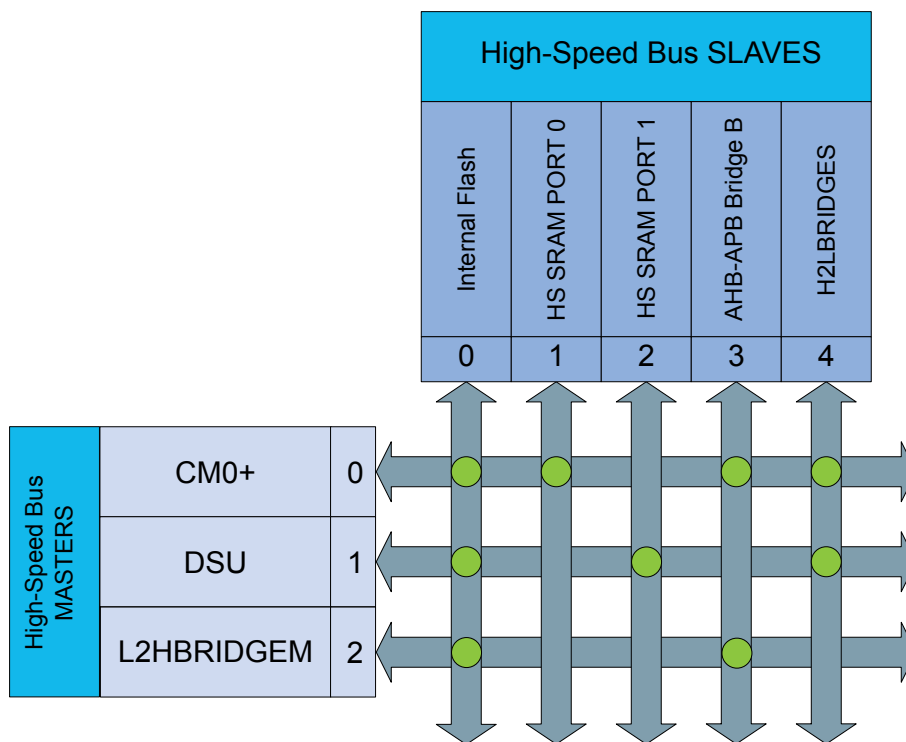 High-Speed Bus SLAVES
Internal Flash
HS SRAM PORT 0
HS SRAM PORT 1
AHB-APB Bridge B
H2LBRIDGES
0 1 2 3 4
High-Speed Bus
MASTERS
CM0+ 0
DSU 1
L2HBRIDGEM 2